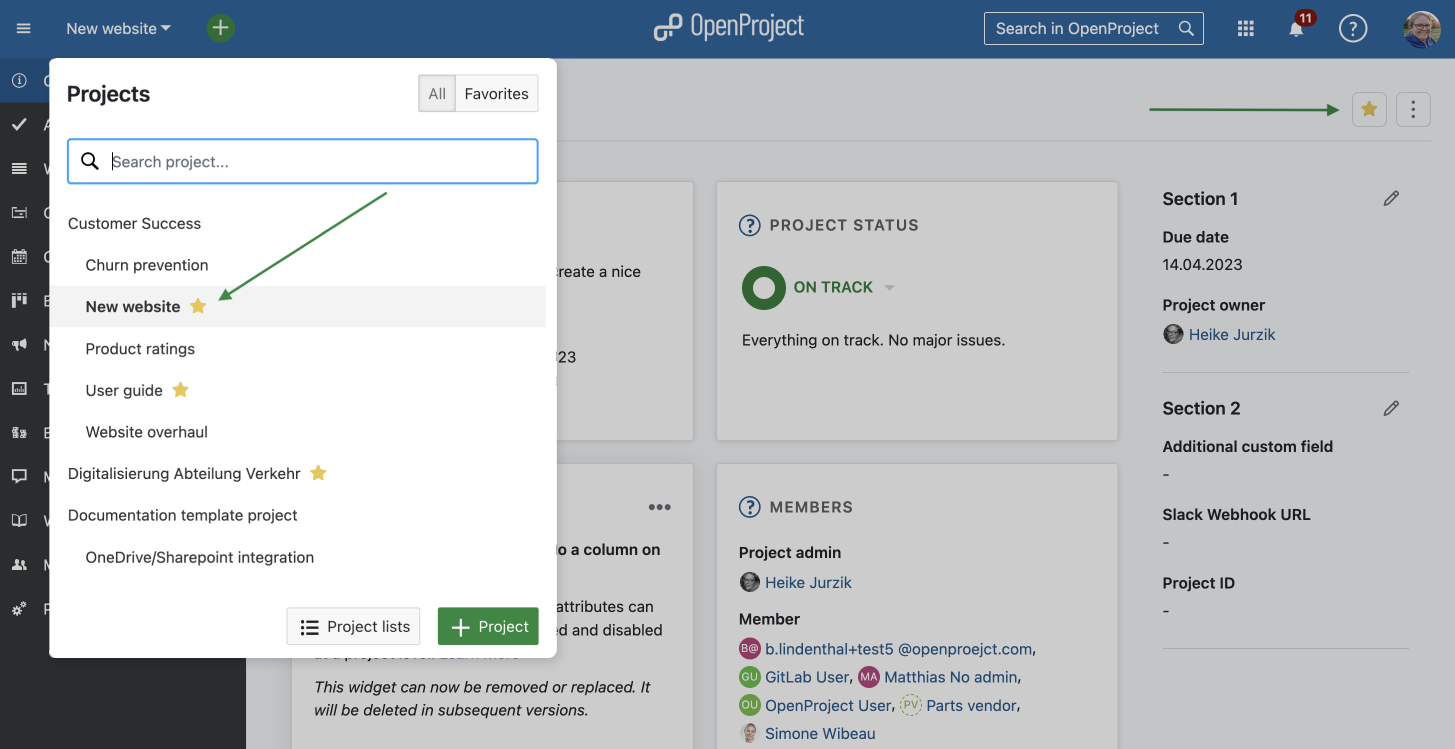 New website
OpenProject
Search in OpenProject
11
Projects
All
Favorites
Search project...
Customer Success
Churn prevention
New website
Product ratings
User guide
Website overhaul
Digitalisierung Abteilung Verkehr
Documentation template project
OneDrive/Sharepoint integration
Project lists
Project
create a nice
PROJECT STATUS
ON TRACK
Everything on track. No major issues.
a column on
attributes can
and disabled
This widget can now be removed or replaced. It
will be deleted in subsequent versions.
MEMBERS
Project admin
Heike Jurzik
Member
B@ b.lindenthal+test5 @openproejct.com,
GU GitLab User, MA Matthias No admin,
OU OpenProject User, PV Parts vendor,
Simone Wibeau
Section 1
Due date
14.04.2023
Project owner
Heike Jurzik
Section 2
Additional custom field
-
Slack Webhook URL
-
Project ID
-